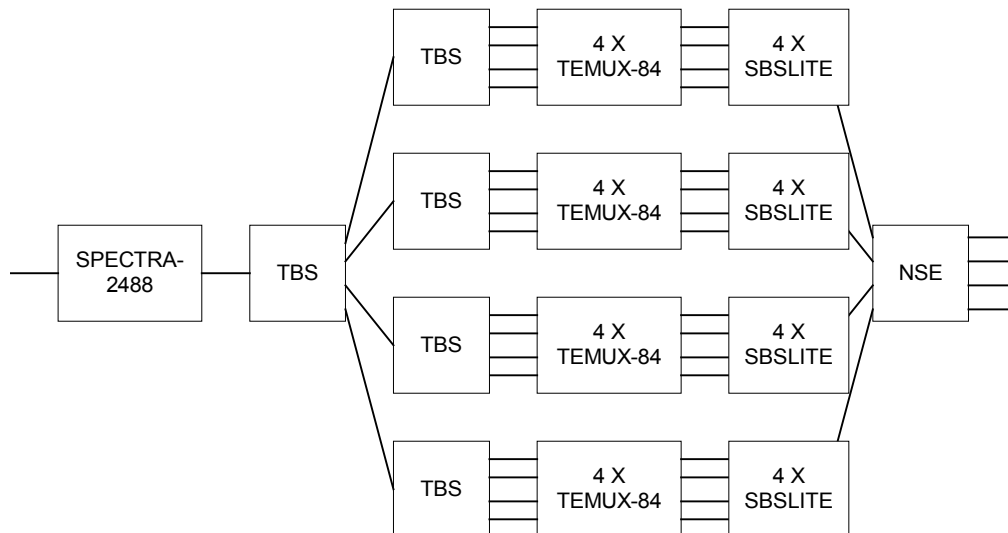 TBS
4 X
TEMUX-84
4 X
SBSLITE
TBS
4 X
TEMUX-84
4 X
SBSLITE
SPECTRA-
2488
TBS
NSE
TBS
4 X
TEMUX-84
4 X
SBSLITE
TBS
4 X
TEMUX-84
4 X
SBSLITE